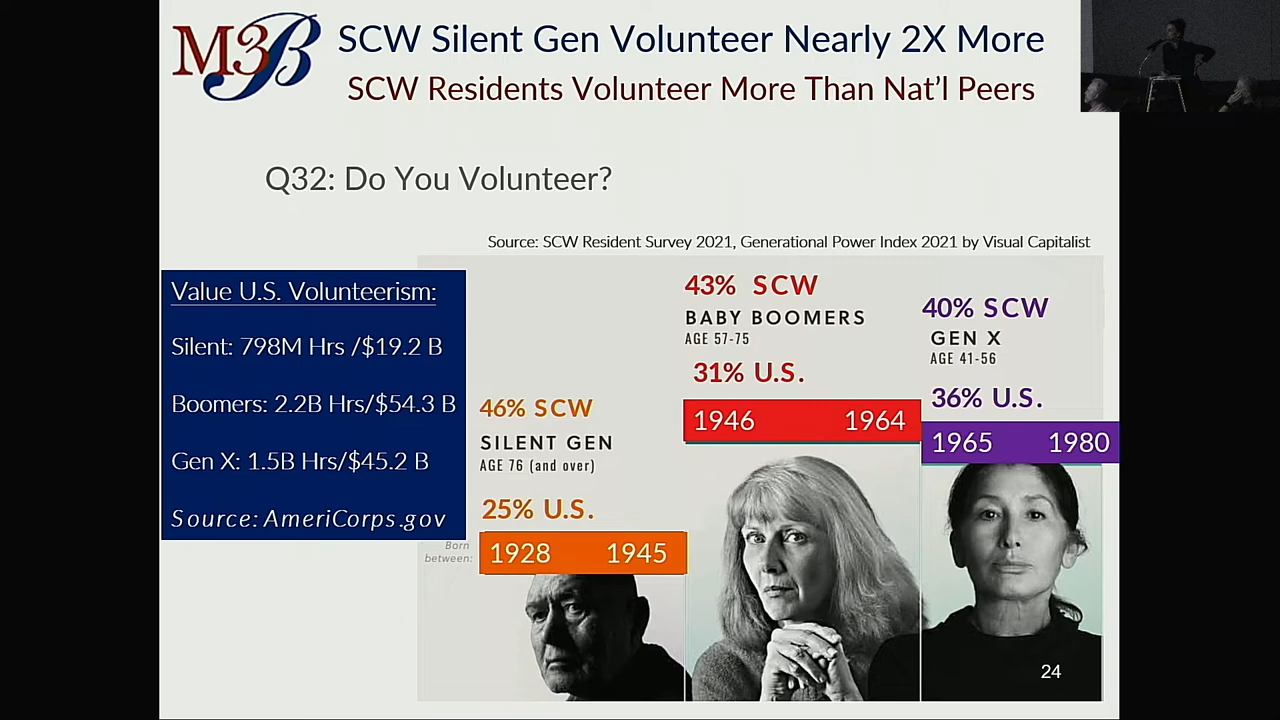 M3B
SCW Silent Gen Volunteer Nearly 2X More
SCW Residents Volunteer More Than Nat'l Peers
Q32: Do You Volunteer?
Source: SCW Resident Survey 2021, Generational Power Index 2021 by Visual Capitalist
Value U.S. Volunteerism:
Silent: 798M Hrs /$19.2 B
Boomers: 2.2B Hrs/$54.3 B
Gen X: 1.5B Hrs/$45.2 B
Source: AmeriCorps.gov
Born
between:
46% SCW
SILENT GEN
AGE 76 (and over)
25% U.S.
1928 1945
43% SCW
BABY BOOMERS
AGE 57-75
31% U.S.
1946 1964
40% SCW
GEN X
AGE 41-56
36% U.S.
1965 1980
24